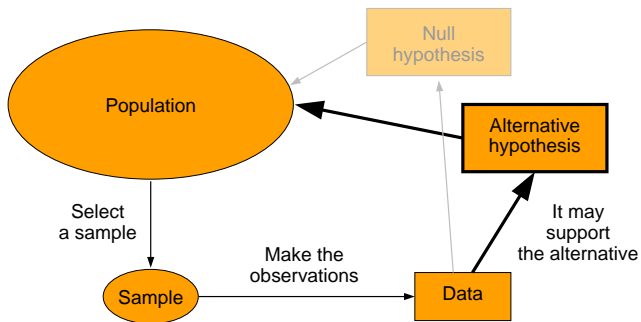 Null
hypothesis
Population
Alternative
hypothesis
Select
a sample
It may
support
the alternative
Make the
observations
Sample
Data